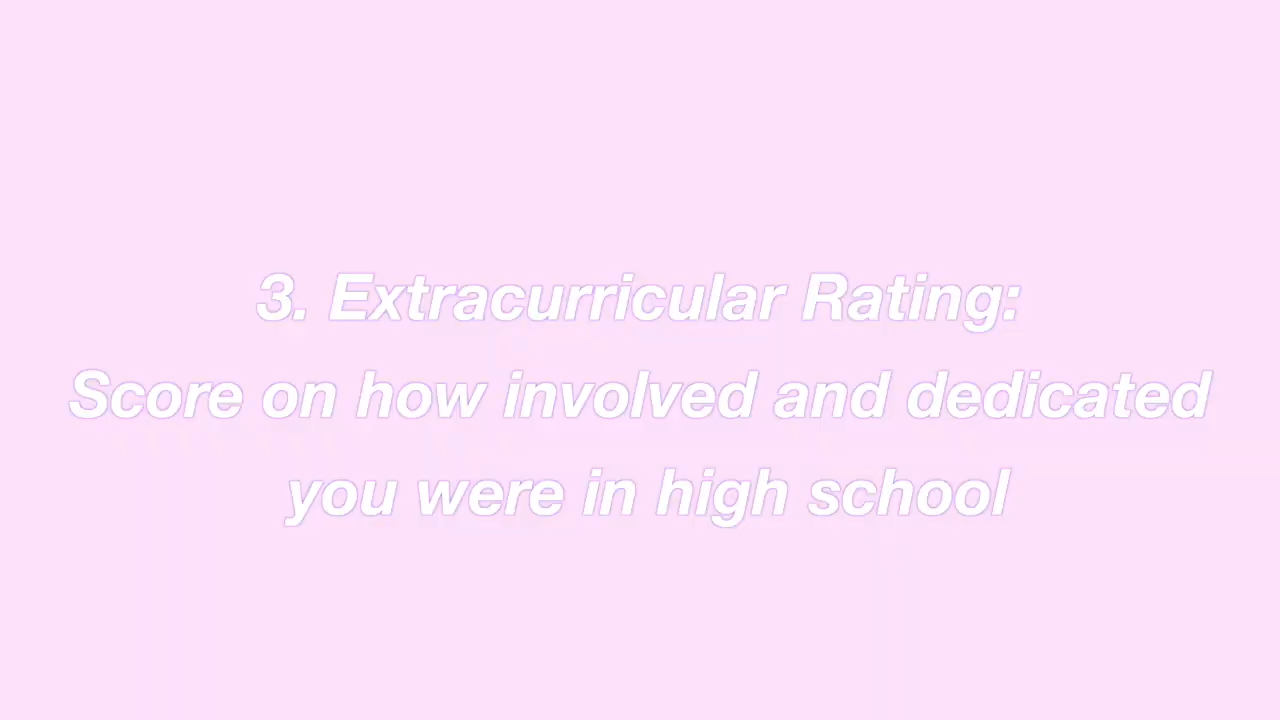 3. Extracurricular Rating:
Score on how involved and dedicated
you were in high school